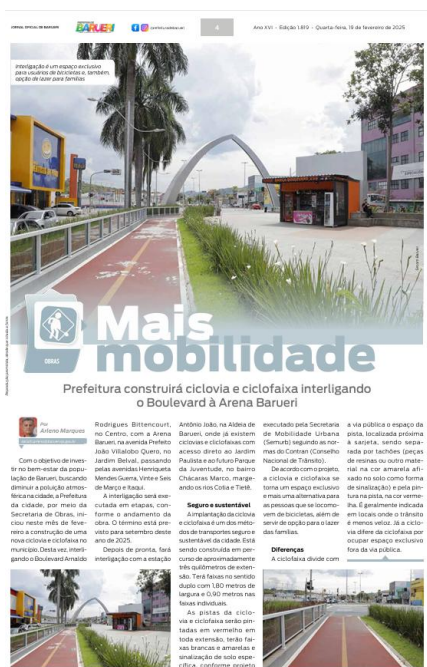 JORNAL OFICIAL DE BARUERI
BARUERI
4
Ano XVI - Edição 1.819 - Quarta-feira, 19 de fevereiro de 2025
Interligação é um espaço exclusivo
para usuários de bicicletas e, também,
opção de lazer para famílias
OBRAS
Mais
mobilidade
Prefeitura construirá ciclovia e ciclofaixa interligando
o Boulevard à Arena Barueri
Por
Arleno Marques
Com o objetivo de inves-
tir no bem-estar da popu-
lação de Barueri, buscando
diminuir a poluição atmos-
férica na cidade, a Prefeitura
da cidade, por meio da
Secretaria de Obras, ini-
ciou neste mês de feve-
reiro a construção de uma
nova ciclovia e ciclofaixa no
município. Desta vez, interli-
gando o Boulevard Arnaldo
Rodrigues Bittencourt,
no Centro, com a Arena
Barueri, na avenida Prefeito
João Villalobo Quero, no
Jardim Belval, passando
pelas avenidas Henriqueta
Mendes Guerra, Vinte e Seis
de Março e Itaqui.
A interligação será exe-
cutada em etapas, con-
forme o andamento da
obra. O término está pre-
visto para setembro deste
ano de 2025.
Depois de pronta, fará
interligação com a estação
Antônio João, na Aldeia de
Barueri, onde já existem
ciclovias e ciclofaixas com
acesso direto ao Jardim
Paulista e ao futuro Parque
da Juventude, no bairro
Chácaras Marco, marge-
ando os rios Cotia e Tietê.
Seguro e sustentável
A implantação da ciclovia
e ciclofaixa é um dos méto-
dos de transportes seguro e
sustentável da cidade. Está
sendo construída em per-
curso de aproximadamente
três quilômetros de exten-
são. Terá faixas no sentido
duplo com 1,80 metros de
largura e 0,90 metros nas
faixas individuais.
As pistas da ciclo-
via e ciclofaixa serão pin-
tadas em vermelho em
toda extensão, terão fai-
xas brancas e amarelas e
sinalização de solo espe-
cífica, conforme projeto
executado pela Secretaria
de Mobilidade Urbana
(Semurb) seguindo as nor-
mas do Contran (Conselho
Nacional de Trânsito).
De acordo com o projeto,
a ciclovia e ciclofaixa se
torna um espaço exclusivo
e mais uma alternativa para
as pessoas que se locomo-
vem de bicicletas, além de
servir de opção para o lazer
das famílias.
Diferenças
A ciclofaixa divide com
a via pública o espaço da
pista, localizada próxima
à sarjeta, sendo sepa-
rada por tachões (peças
de resinas ou outro mate-
rial na cor amarela afi-
xado no solo como forma
de sinalização) e pela pin-
tura na pista, na cor verme-
lha. É geralmente indicada
em locais onde o trânsito
é menos veloz. Já a ciclo-
via difere da ciclofaixa por
ocupar espaço exclusivo
fora da via pública.